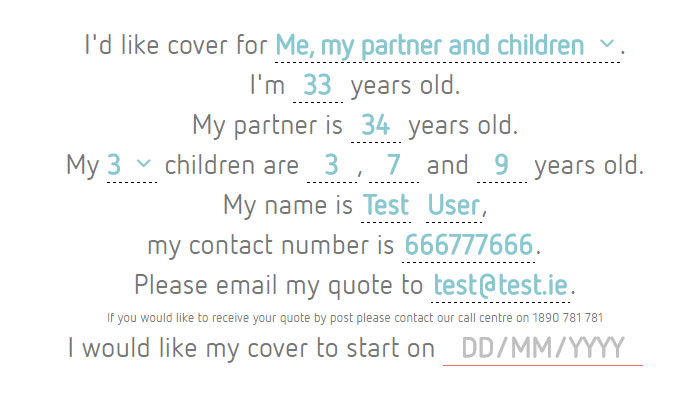 I'd like cover for Me, my partner and children.
I'm 33 years old.
My partner is 34 years old.
My 3 children are 3, 7 and 9 years old.
My name is Test User,
my contact number is 666777666.
Please email my quote to test@test.ie.
If you would like to receive your quote by post please contact our call centre on 1890 781 781
I would like my cover to start on DD/MM/YYYY